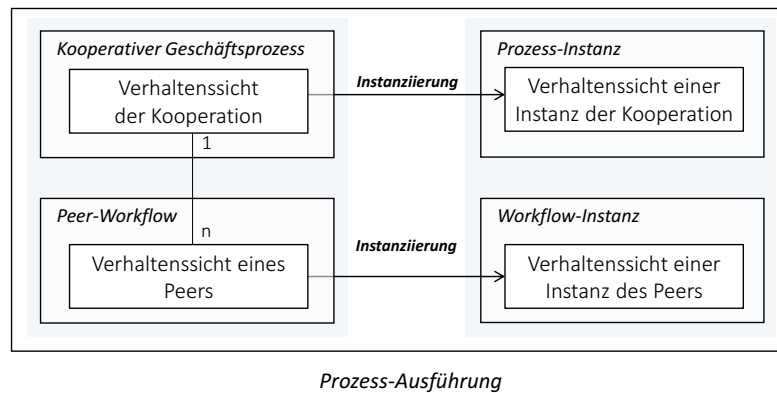 Kooperativer Geschäftsprozess
Verhaltenssicht
der Kooperation
1
Instanziierung
Prozess-Instanz
Verhaltenssicht einer
Instanz der Kooperation
Peer-Workflow
n
Verhaltenssicht eines
Peers
Instanziierung
Workflow-Instanz
Verhaltenssicht einer
Instanz des Peers
Prozess-Ausführung